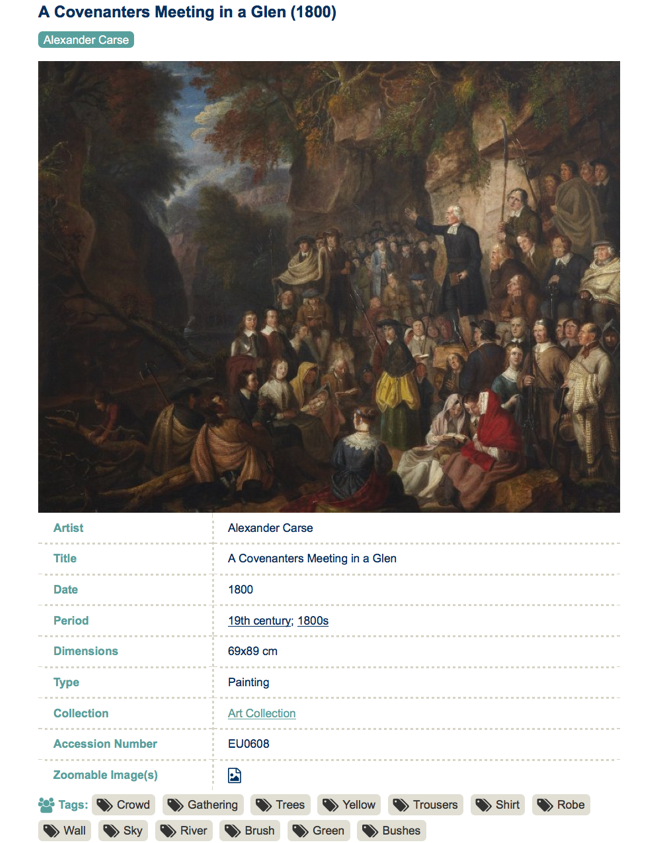 A Covenanters Meeting in a Glen (1800)
Alexander Carse
Artist Alexander Carse
Title A Covenanters Meeting in a Glen
Date 1800
Period 19th century; 1800s
Dimensions 69x89 cm
Type Painting
Collection Art Collection
Accession Number EU0608
Zoomable Image(s)
Tags: Crowd Gathering Trees Yellow Trousers Shirt Robe
Wall Sky River Brush Green Bushes